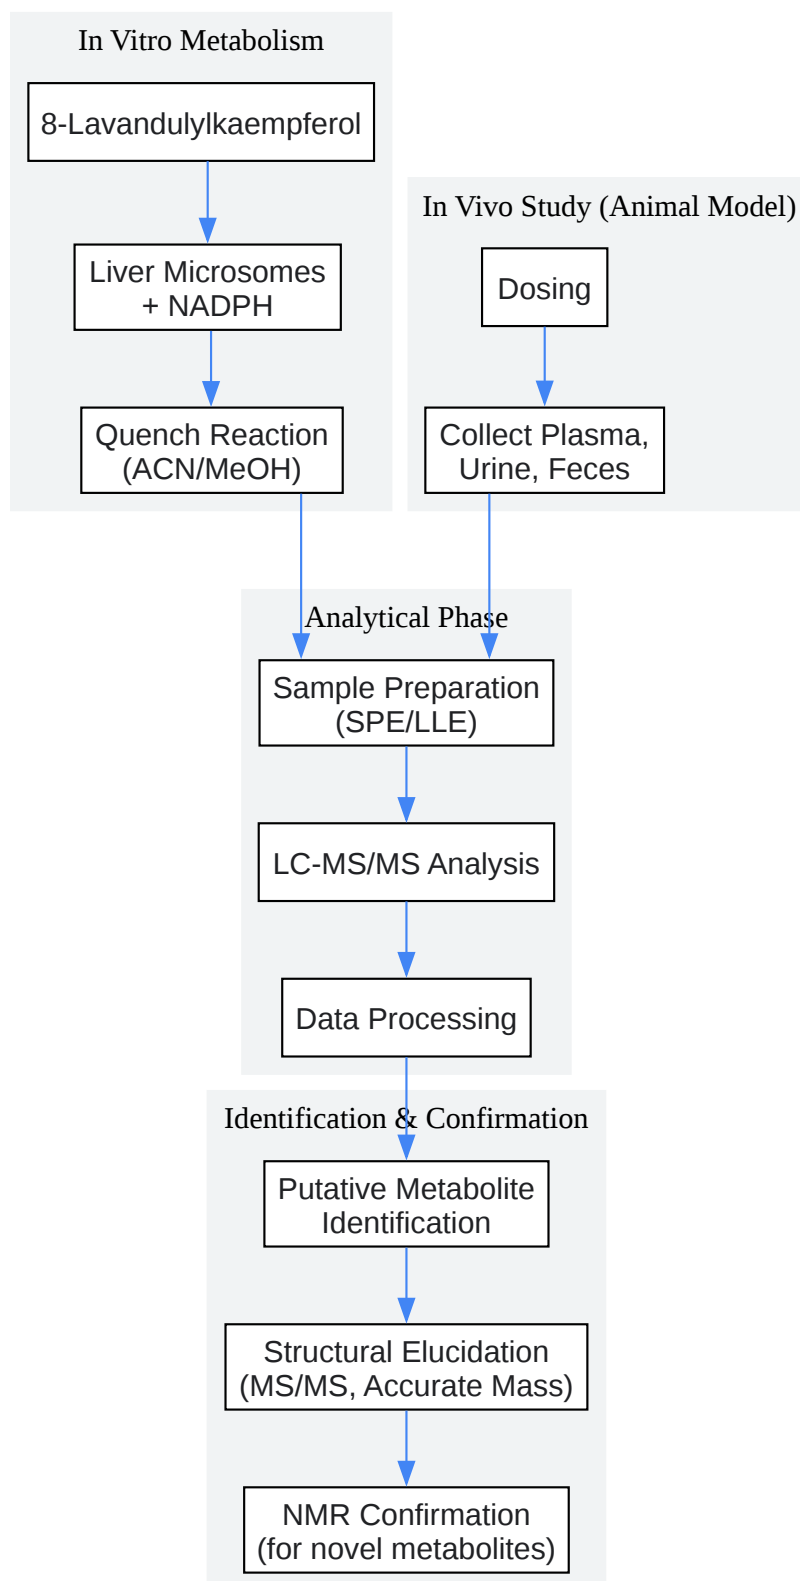 In Vitro Metabolism
8-Lavandulylkaempferol
Liver Microsomes
+ NADPH
Quench Reaction
(ACN/MeOH)
In Vivo Study (Animal Model)
Dosing
Collect Plasma,
Urine, Feces
Analytical Phase
Sample Preparation
(SPE/LLE)
LC-MS/MS Analysis
Data Processing
Identification & Confirmation
Putative Metabolite
Identification
Structural Elucidation
(MS/MS, Accurate Mass)
NMR Confirmation
(for novel metabolites)